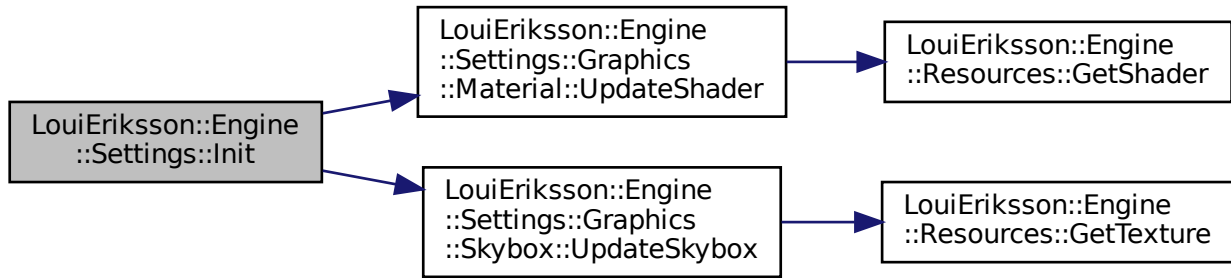 LouiEriksson::Engine
::Settings::Init
LouiEriksson::Engine
::Settings::Graphics
::Material::UpdateShader
LouiEriksson::Engine
::Resources::GetShader
LouiEriksson::Engine
::Settings::Graphics
::Skybox::UpdateSkybox
LouiEriksson::Engine
::Resources::GetTexture